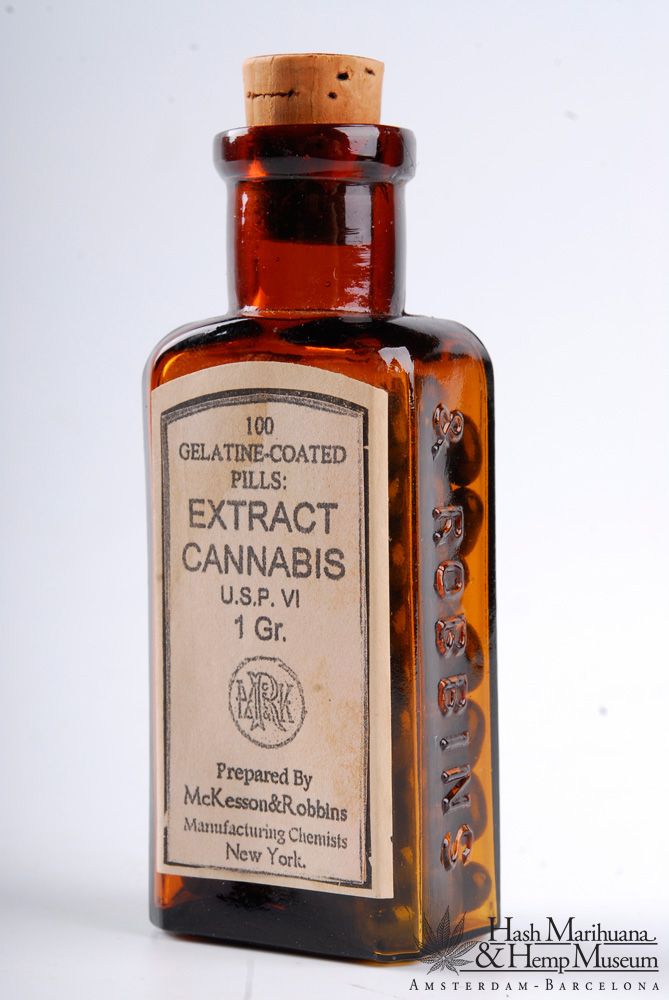 100
GELATINE-COATED
PILLS:
EXTRACT
CANNABIS
U.S.P. VI
1 Gr.
Prepared By
McKesson&Robbins
Manufacturing Chemists
New York.
& ROBBINS
Hash Marihuana
& Hemp Museum
AMSTERDAM-BARCELONA